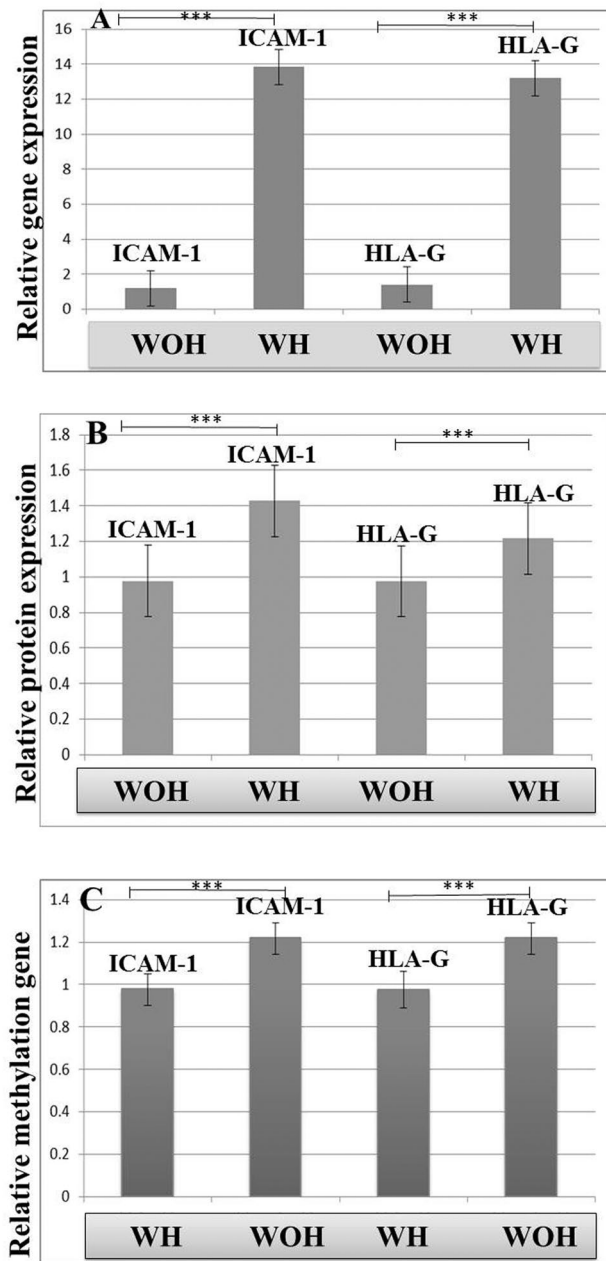 A
***
***
ICAM-1
HLA-G
16
14
12
10
8
6
4
2
0
Relative gene expression
ICAM-1
HLA-G
WOH WH WOH WH
B
***
***
ICAM-1
HLA-G
1.8
1.6
1.4
1.2
1
0.8
0.6
0.4
0.2
0
Relative protein expression
ICAM-1
HLA-G
WOH WH WOH WH
C
***
***
ICAM-1
HLA-G
1.4
1.2
1
0.8
0.6
0.4
0.2
0
Relative methylation gene
ICAM-1
HLA-G
WH WOH WH WOH